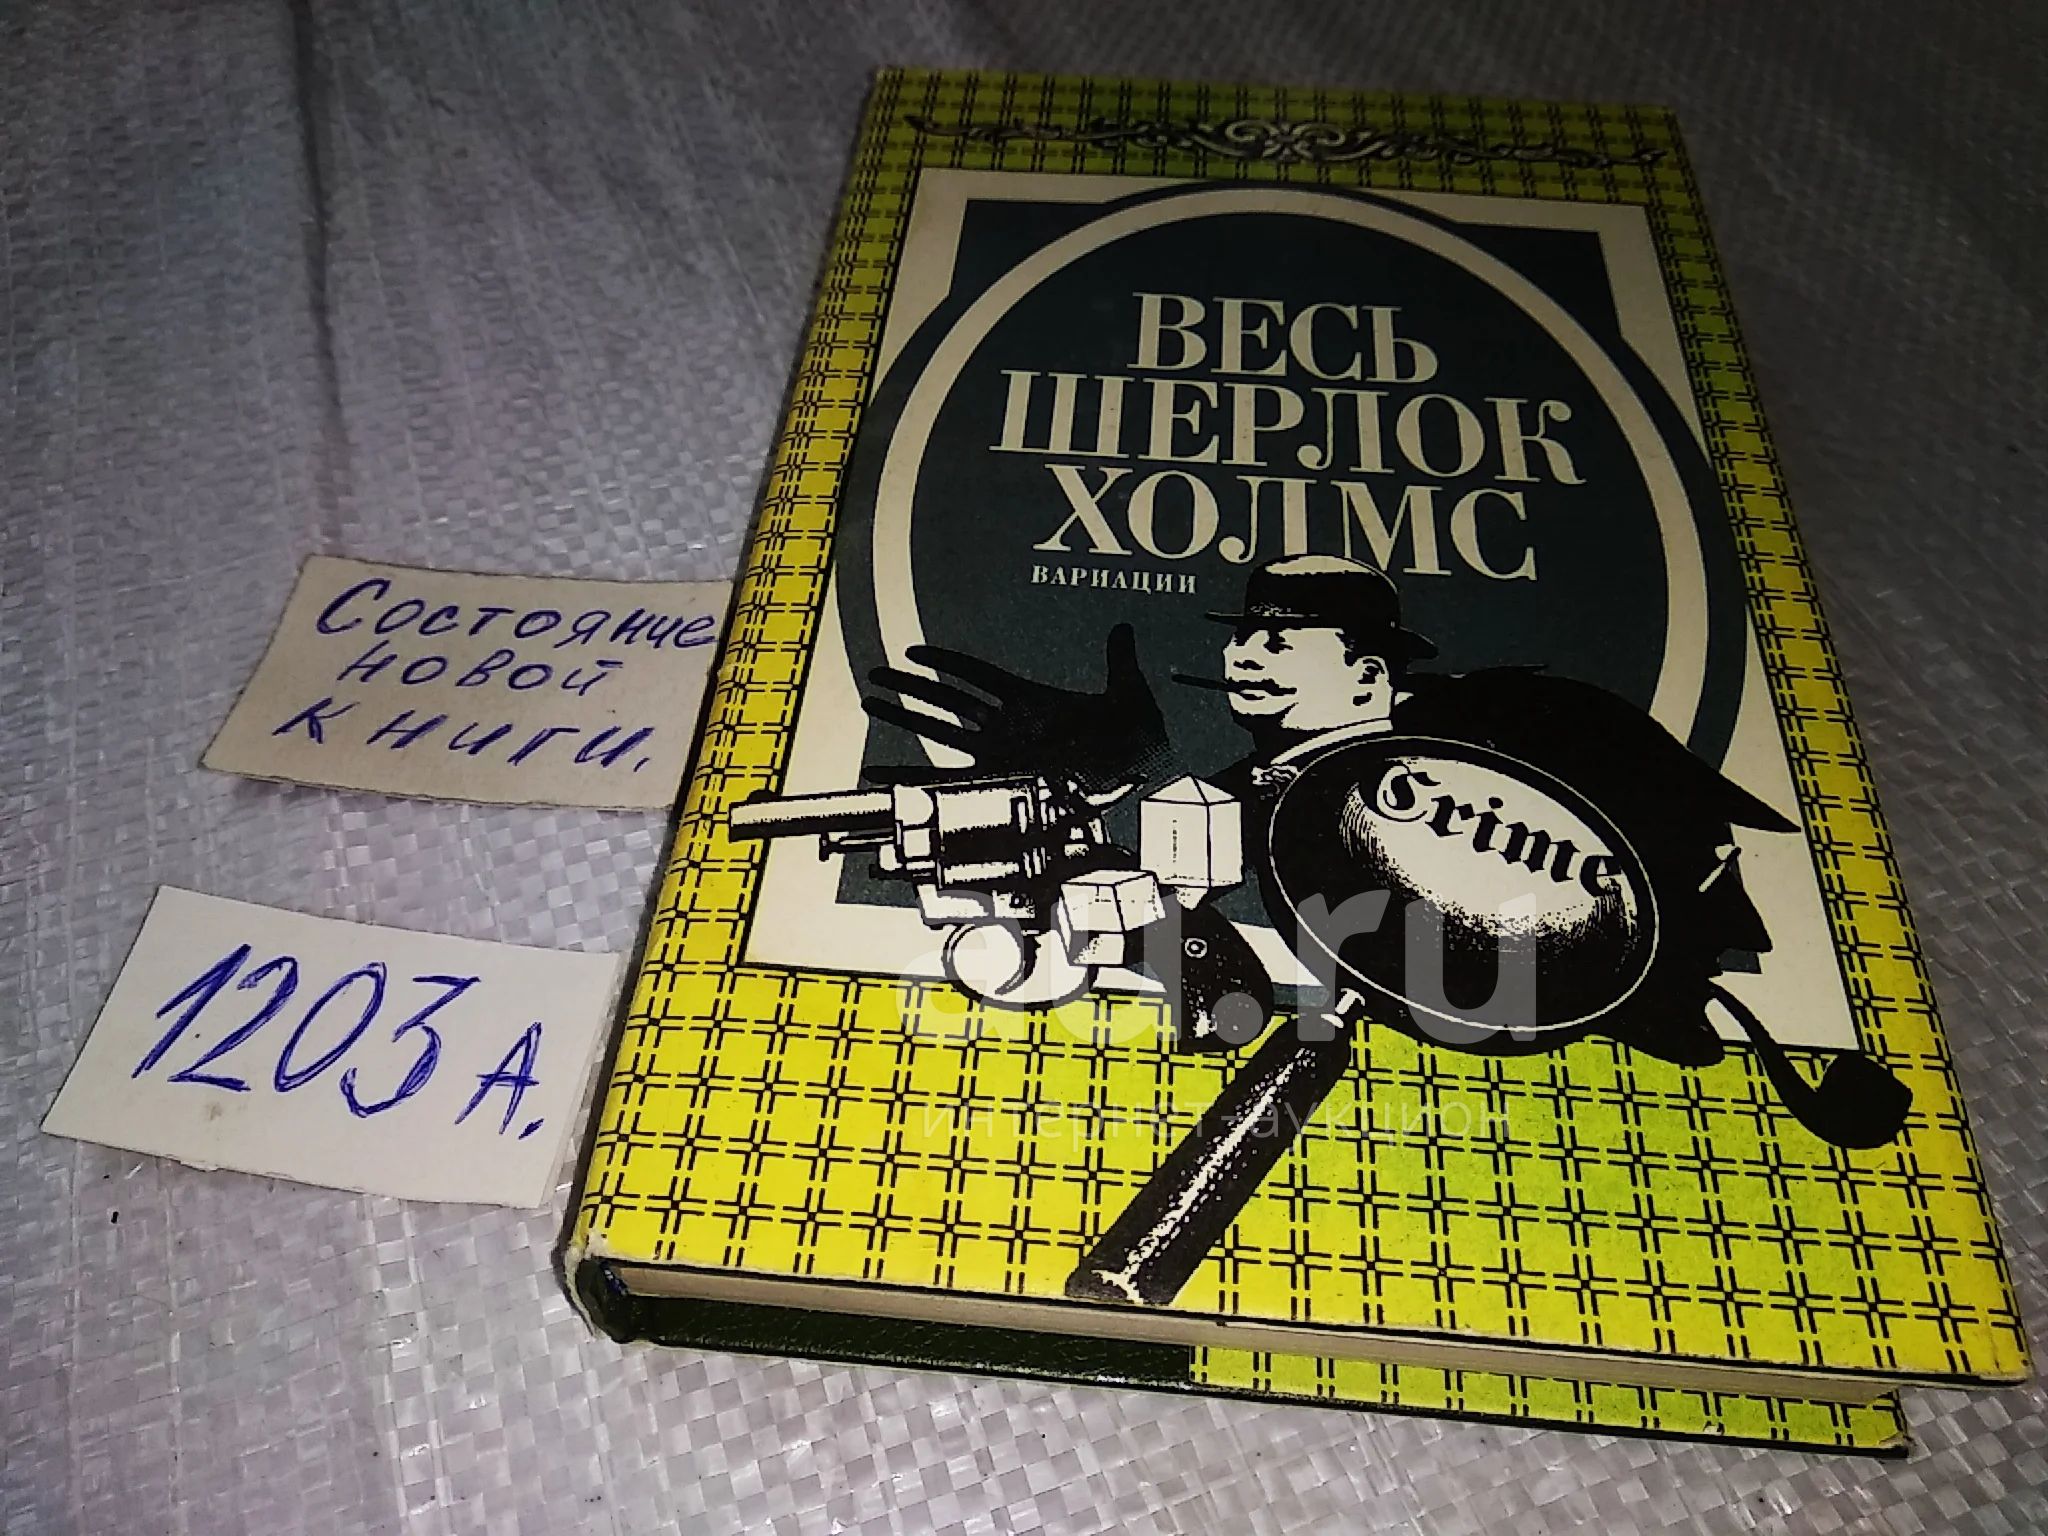 ВЕСЬ
ШЕРЛОК
ХОЛМС
ВАРИАЦИИ
Crime
Состояние
новой
книги.
1203 А.
au.ru
интернет-аукцион